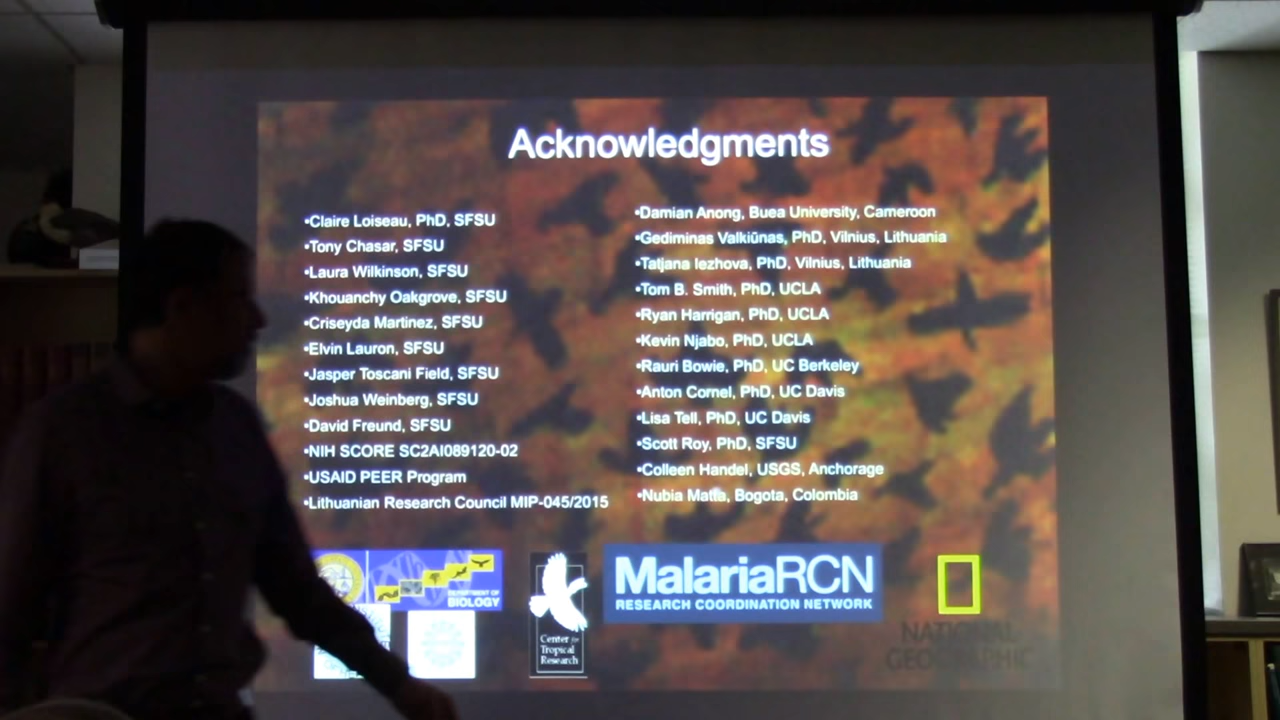 Acknowledgments
•Claire Loiseau, PhD, SFSU
•Tony Chasar, SFSU
•Laura Wilkinson, SFSU
•Khouanchy Oakgrove, SFSU
•Criseyda Martinez, SFSU
•Elvin Lauron, SFSU
•Jasper Toscani Field, SFSU
•Joshua Weinberg, SFSU
•David Freund, SFSU
•NIH SCORE SC2AI089120-02
•USAID PEER Program
•Lithuanian Research Council MIP-045/2015
•Damian Anong, Buea University, Cameroon
•Gediminas Valkiūnas, PhD, Vilnius, Lithuania
•Tatjana Iezhova, PhD, Vilnius, Lithuania
•Tom B. Smith, PhD, UCLA
•Ryan Harrigan, PhD, UCLA
•Kevin Njabo, PhD, UCLA
•Rauri Bowie, PhD, UC Berkeley
•Anton Cornel, PhD, UC Davis
•Lisa Tell, PhD, UC Davis
•Scott Roy, PhD, SFSU
•Colleen Handel, USGS, Anchorage
•Nubia Matta, Bogota, Colombia
DEPARTMENT OF
BIOLOGY
Center for
Tropical
Research
MalariaRCN
RESEARCH COORDINATION NETWORK
NATIONAL
GEOGRAPHIC